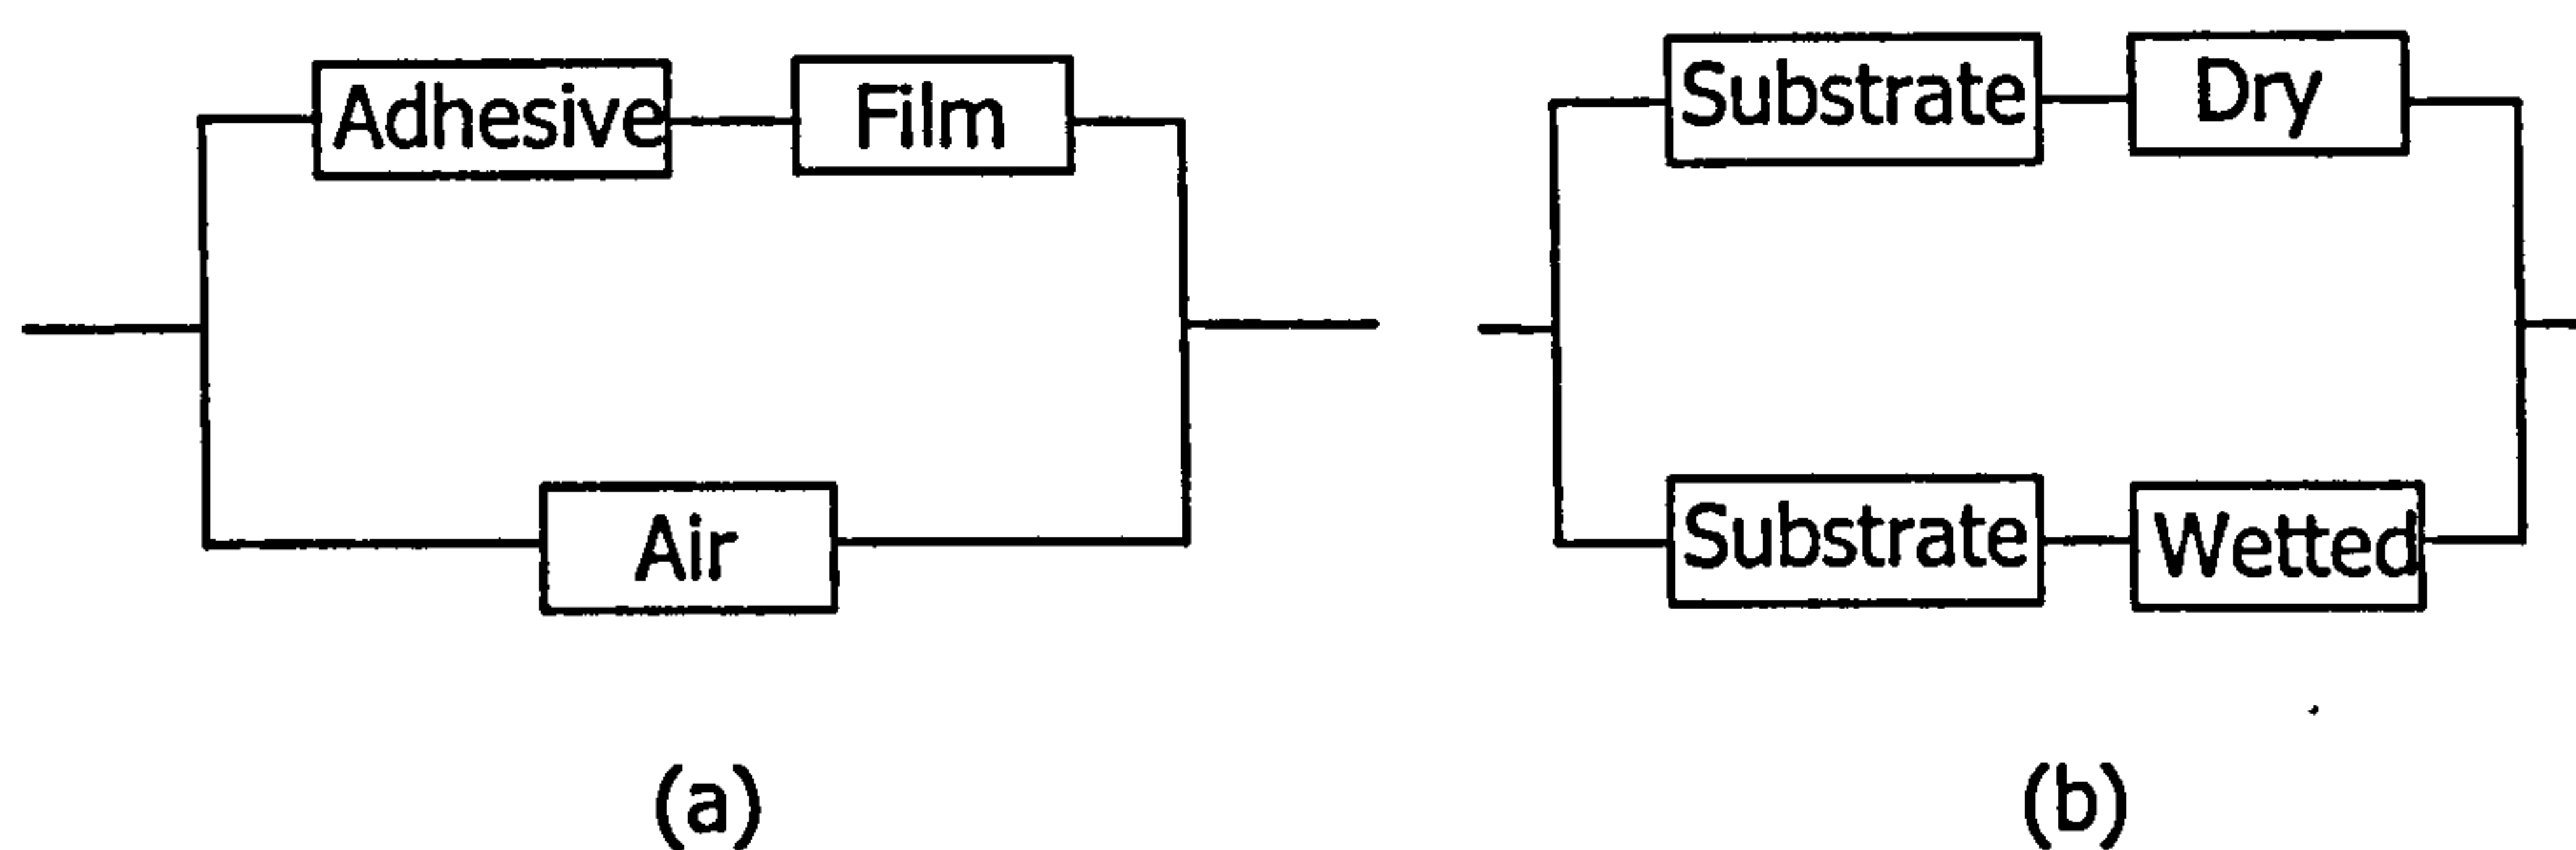 Adhesive Film
Air
(a)
Substrate Dry
Substrate Wetted
(b)